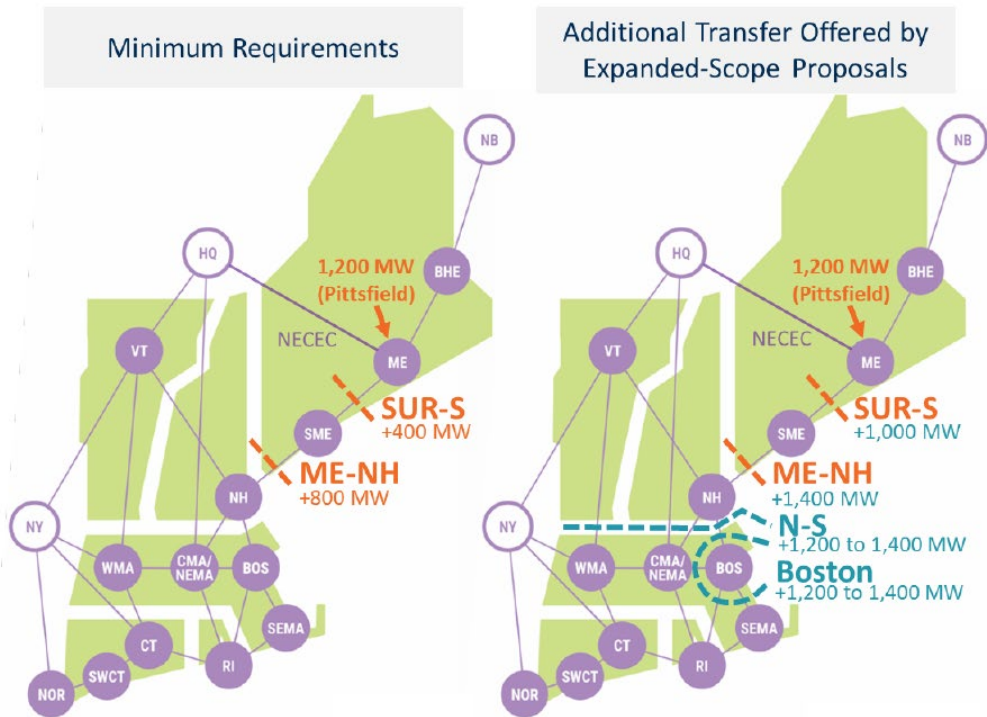 Minimum Requirements
NB
HQ
1,200 MW
(Pittsfield)
BHE
NECEC
VT
ME
SUR-S
+400 MW
SME
ME-NH
+800 MW
NH
NY
WMA
CMA/
NEMA
BOS
SEMA
CT
RI
SWCT
NOR
Additional Transfer Offered by
Expanded-Scope Proposals
NB
HQ
1,200 MW
(Pittsfield)
BHE
NECEC
VT
ME
SUR-S
+1,000 MW
SME
ME-NH
+1,400 MW
NH
N-S
+1,200 to 1,400 MW
NY
WMA
CMA/
NEMA
BOS
Boston
+1,200 to 1,400 MW
SEMA
CT
RI
SWCT
NOR